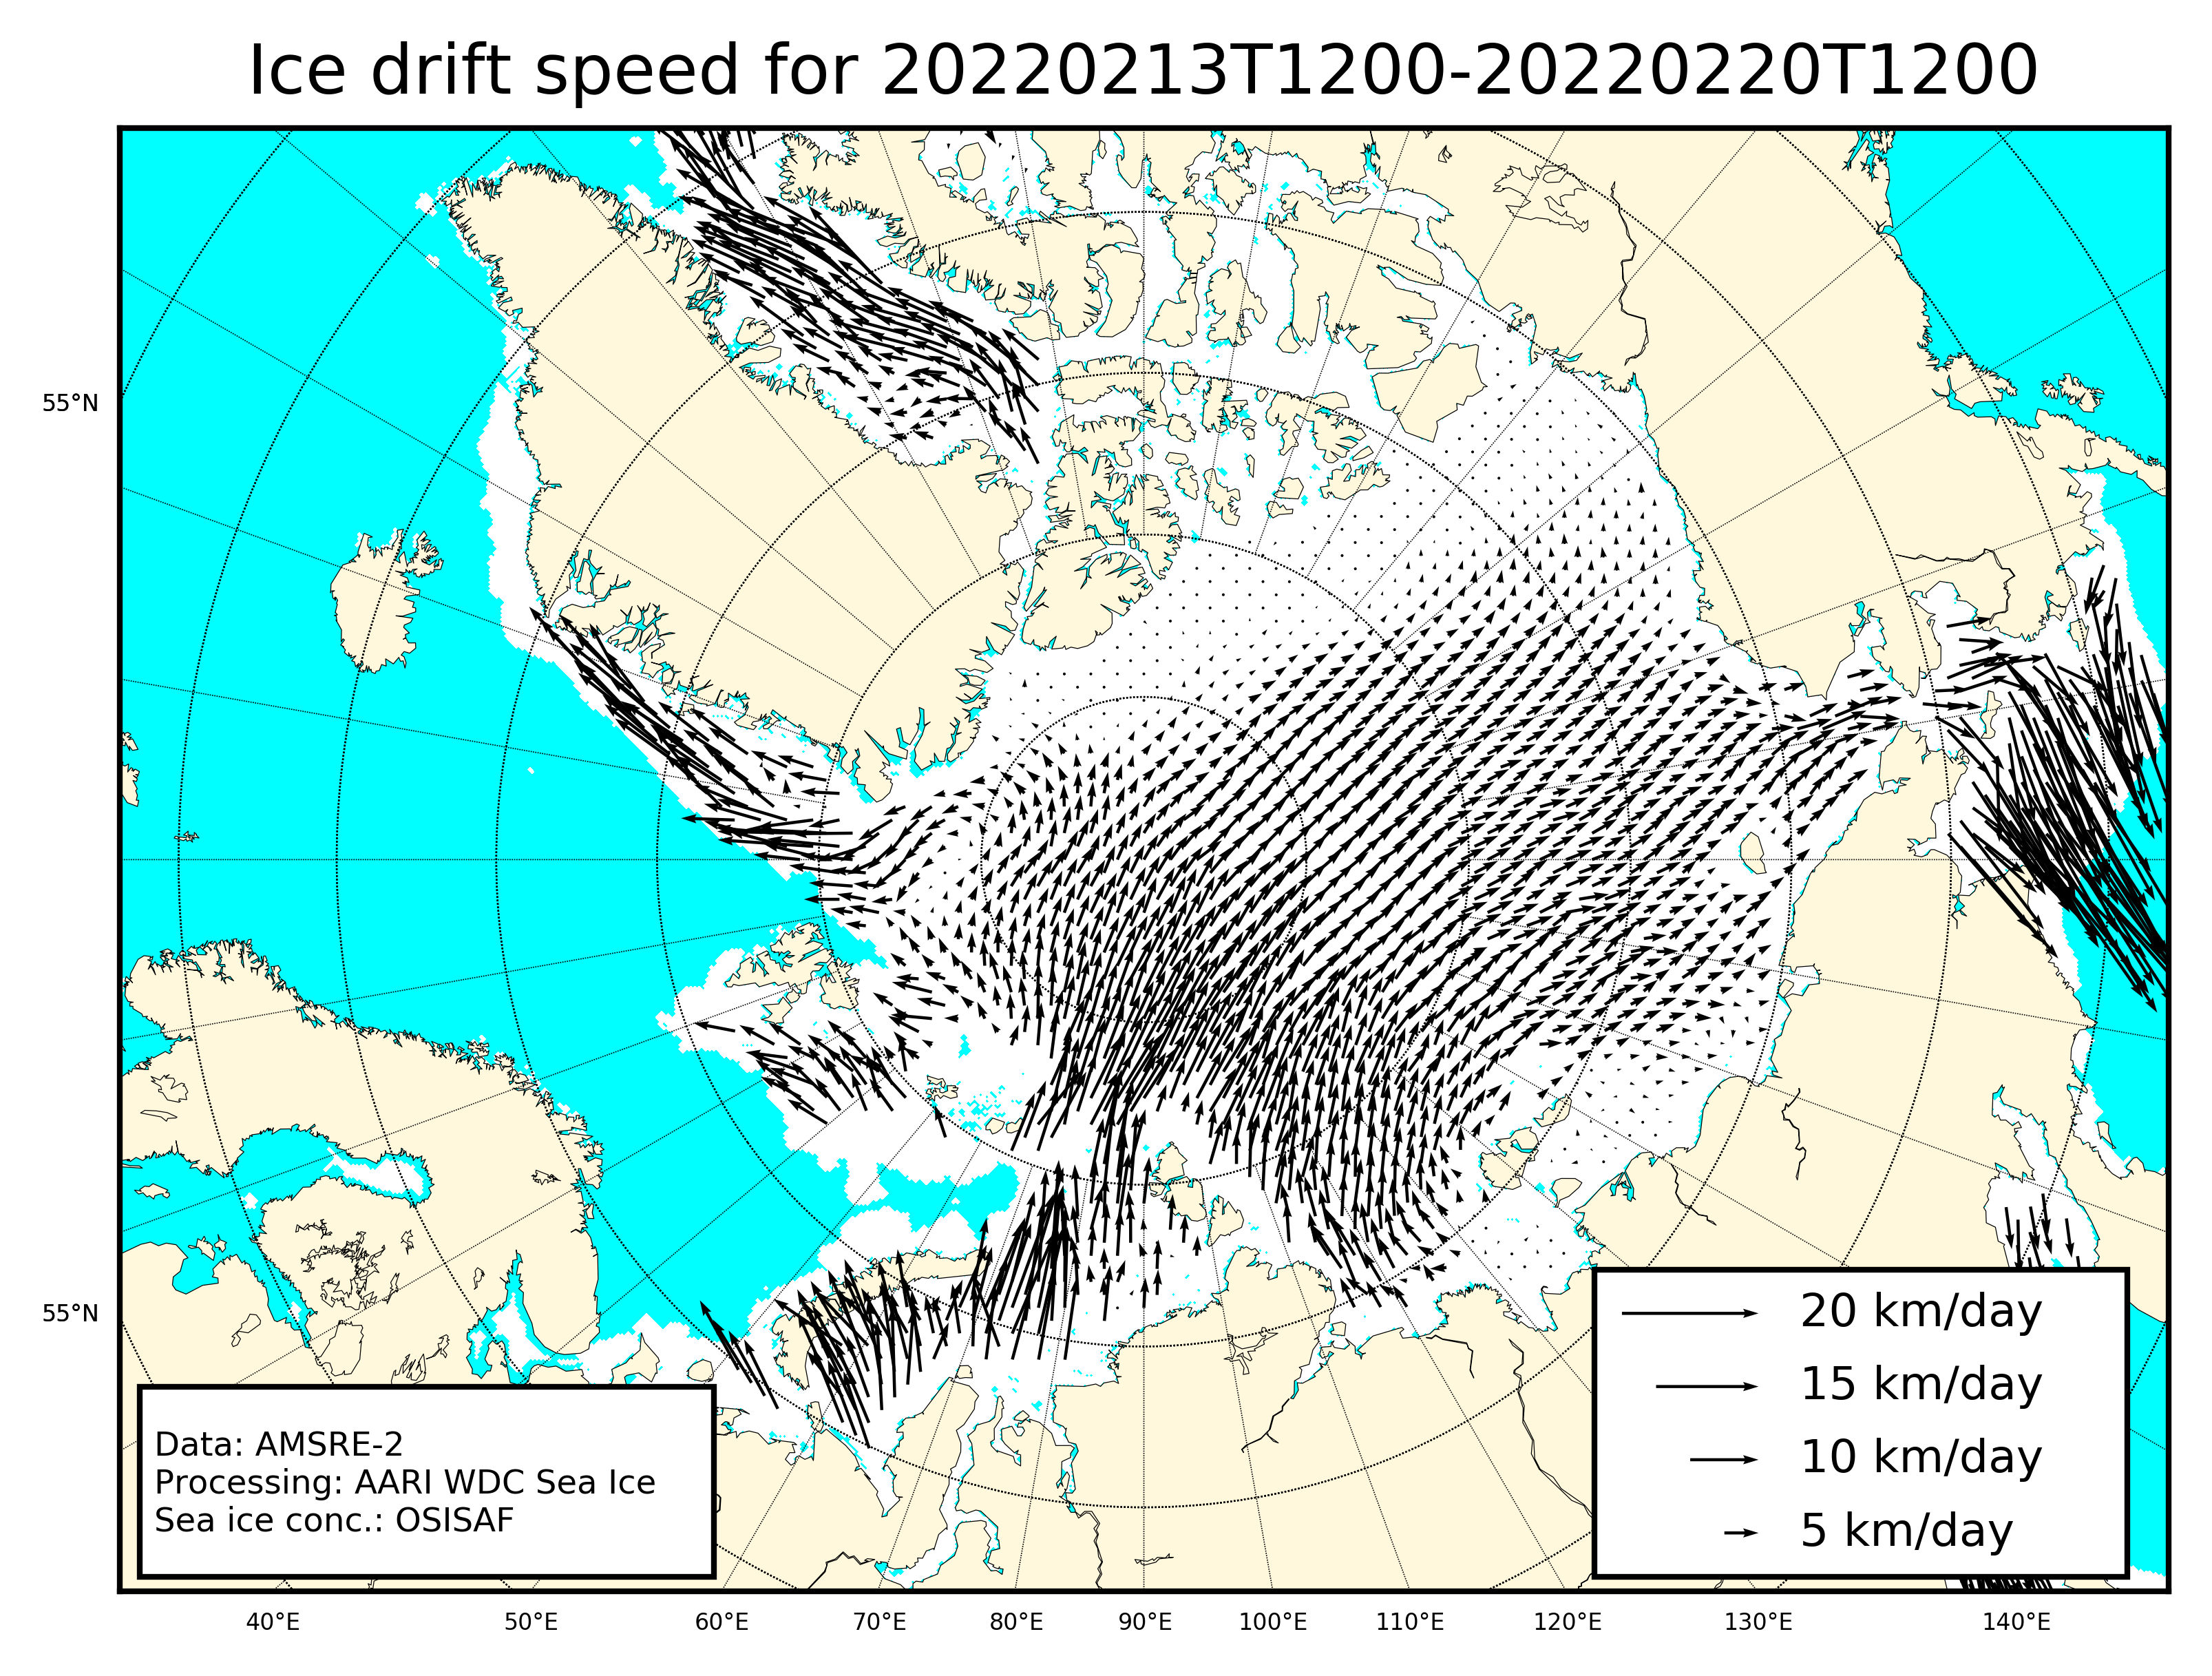 Ice drift speed for 20220213T1200-20220220T1200
55°N
55°N
20 km/day
15 km/day
10 km/day
5 km/day
Data: AMSRE-2
Processing: AARI WDC Sea Ice
Sea ice conc.: OSISAF
40°E
50°E
60°E
70°E
80°E
90°E
100°E
110°E
120°E
130°E
140°E